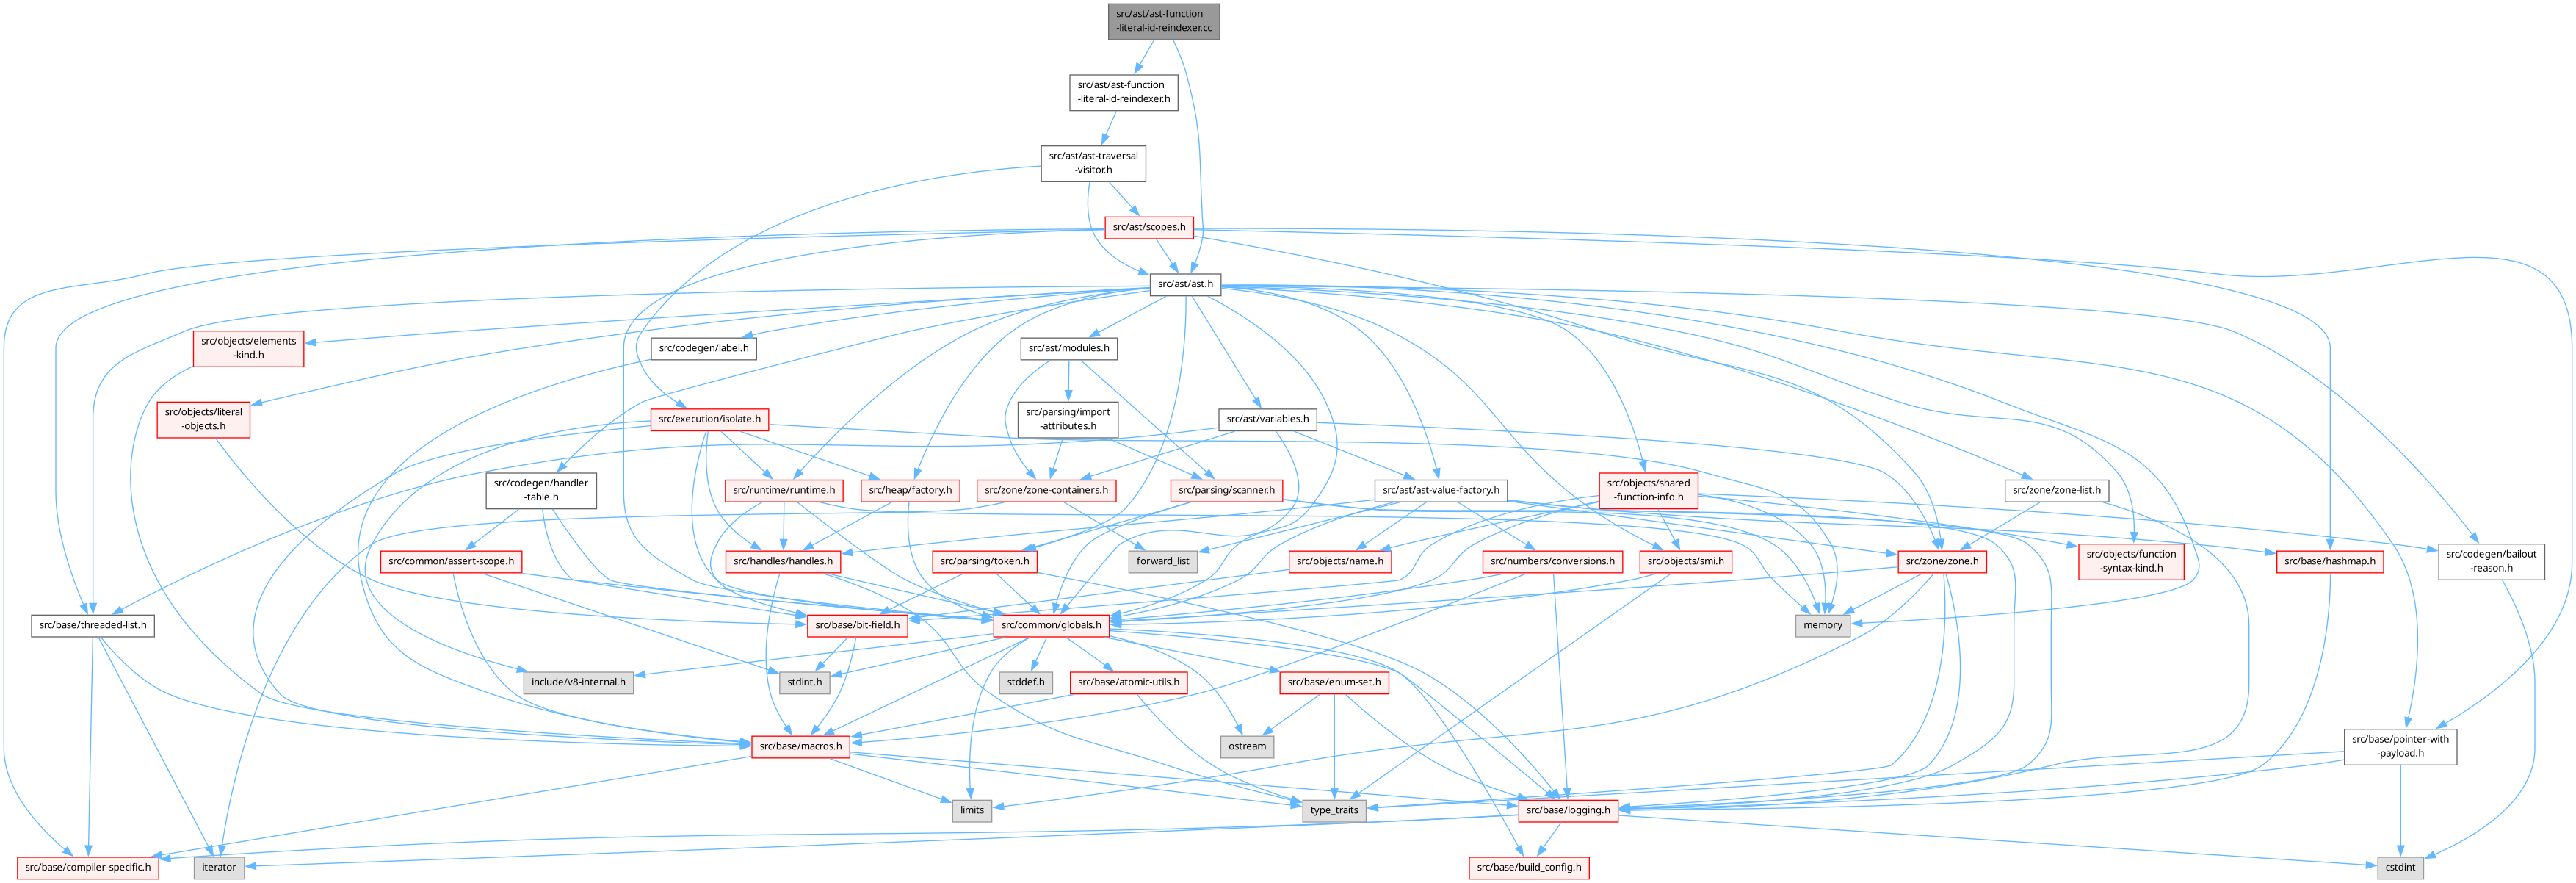 src/ast/ast-function
-literal-id-reindexer.cc
src/ast/ast-function
-literal-id-reindexer.h
src/ast/ast-traversal
-visitor.h
src/ast/scopes.h
src/ast/ast.h
src/objects/elements
-kind.h
src/codegen/label.h
src/ast/modules.h
src/objects/literal
-objects.h
src/execution/isolate.h
src/parsing/import
-attributes.h
src/ast/variables.h
src/codegen/handler
-table.h
src/runtime/runtime.h
src/heap/factory.h
src/zone/zone-containers.h
src/parsing/scanner.h
src/ast/ast-value-factory.h
src/objects/shared
-function-info.h
src/zone/zone-list.h
src/common/assert-scope.h
src/handles/handles.h
src/parsing/token.h
forward_list
src/objects/name.h
src/numbers/conversions.h
src/objects/smi.h
src/zone/zone.h
src/objects/function
-syntax-kind.h
src/base/hashmap.h
src/codegen/bailout
-reason.h
src/base/threaded-list.h
src/base/bit-field.h
src/common/globals.h
memory
include/v8-internal.h
stdint.h
stddef.h
src/base/atomic-utils.h
src/base/enum-set.h
src/base/macros.h
ostream
src/base/pointer-with
-payload.h
limits
type_traits
src/base/logging.h
src/base/compiler-specific.h
iterator
src/base/build_config.h
cstdint